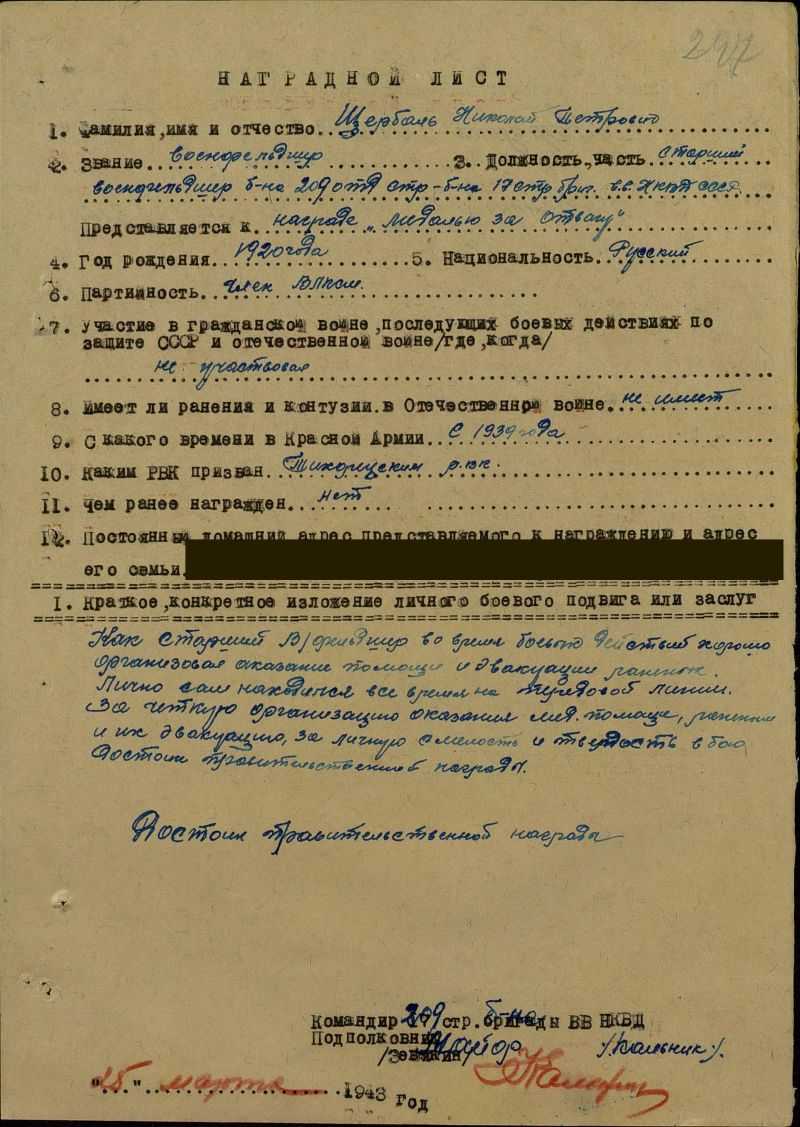 297
НАГРАДНОЙ ЛИСТ
1. Фамилия, имя и отчество Щербань Николай Петрович
2. Звание военфельдшер 3. Должность, часть старший
военфельдшер б-на 209 отд стр-б-на 17 стр бриг. в.в. НКВД СССР
Представляется к награде „Медалью за Отвагу"
4. Год рождения 1920 года 5. Национальность Русский
6. Партийность член ВЛКСМ
7. участие в гражданской войне, последующих боевых действиях по
защите СССР и отечественной войне/где, когда/
не участвовал
8. имеет ли ранения и контузии в Отечественной войне не имеет
9. С какого времени в Красной Армии С 1939 года
10. каким РВК призван Тихорецким р.вк.
11. чем ранее награжден нет
12. Постоянный домашний адрес представляемого к награждению и адрес
его семьи
I. Краткое, конкретное изложение личного боевого подвига или заслуг
Как старший В/фельдшер во время боевых действий хорошо
организовал оказание помощи и эвакуации ранен.
Лично сам находился все время на передовой линии.
За четкую организацию оказания мед. помощи, раненым
и их эвакуацию, за личную смелость и твердость в бою
достоин правительственной награды.
Достоин правительственной награды
Командир 209 стр. б-на ВВ НКВД
Подполковник Майор
/Зевякин/
"25" марта 1943 год